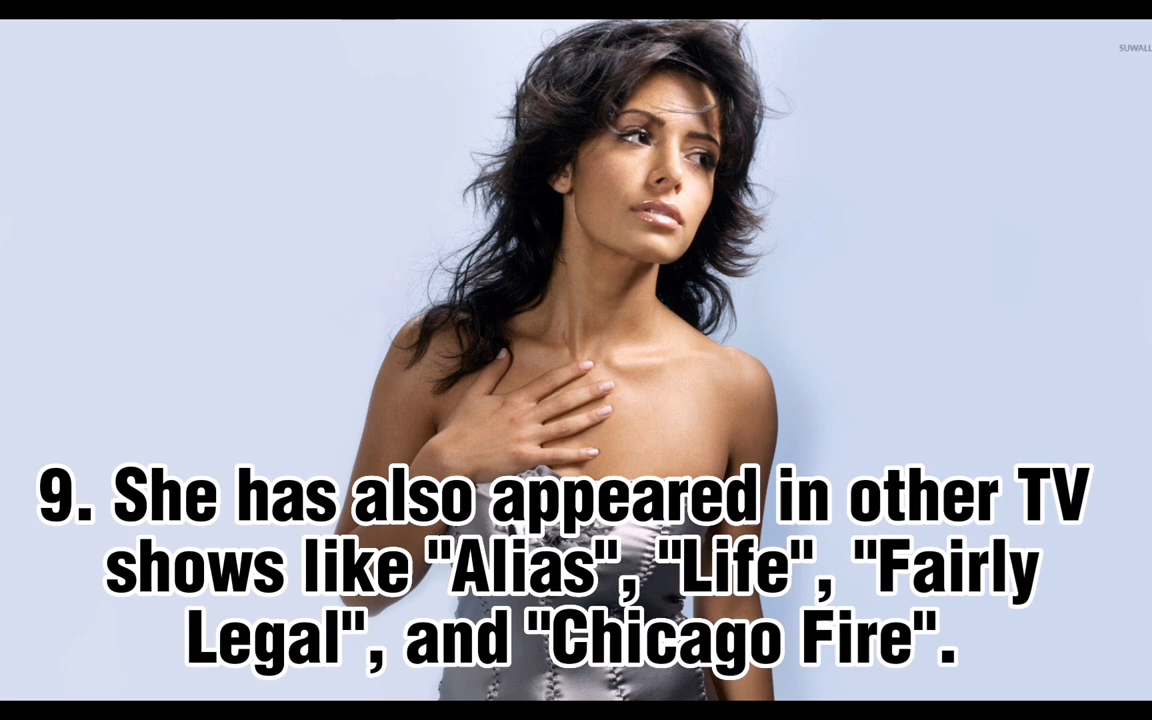 SUWALL
9. She has also appeared in other TV
shows like "Alias", "Life", "Fairly
Legal", and "Chicago Fire".